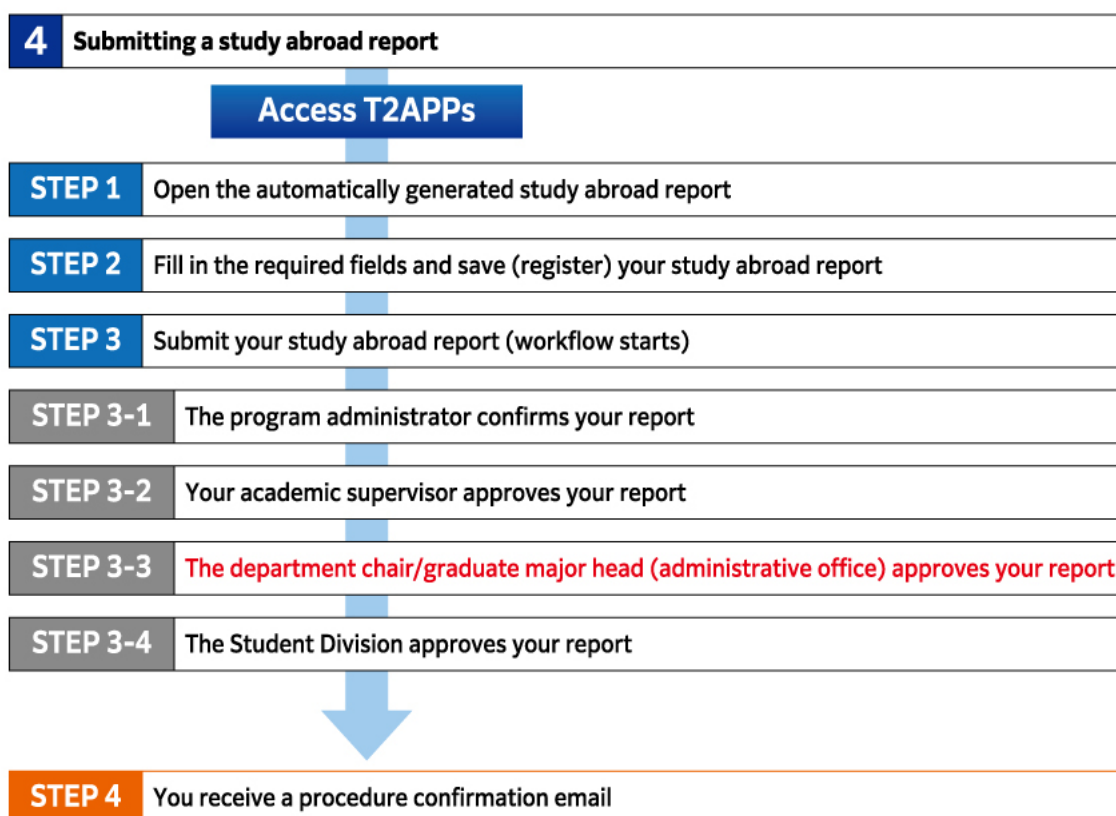 4 Submitting a study abroad report
Access T2APPs
STEP 1 Open the automatically generated study abroad report
STEP 2 Fill in the required fields and save (register) your study abroad report
STEP 3 Submit your study abroad report (workflow starts)
STEP 3-1 The program administrator confirms your report
STEP 3-2 Your academic supervisor approves your report
STEP 3-3 The department chair/graduate major head (administrative office) approves your report
STEP 3-4 The Student Division approves your report
STEP 4 You receive a procedure confirmation email